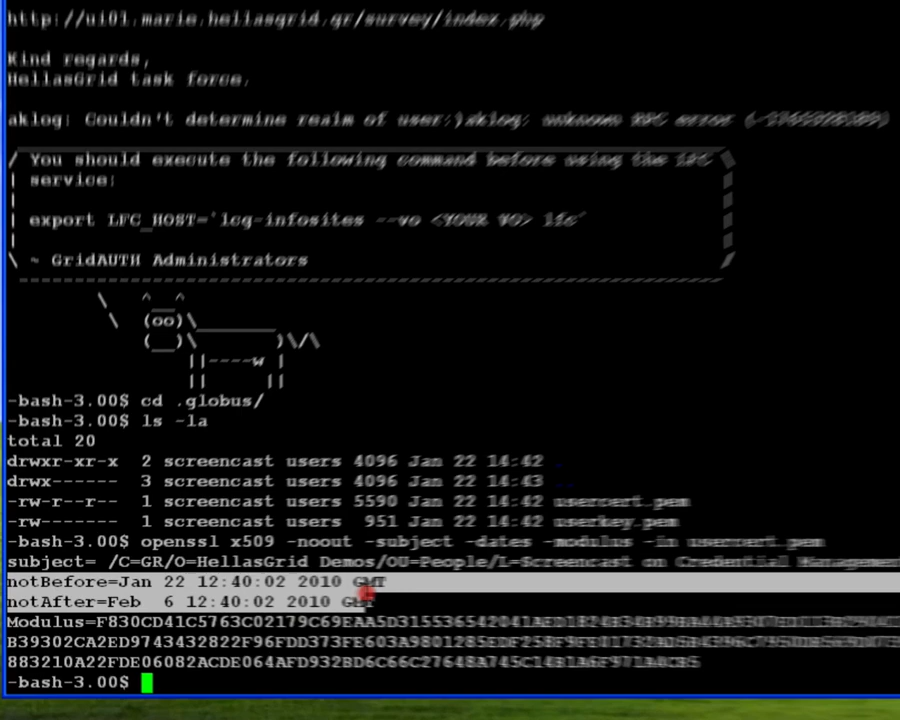 http://ui01.marie.hellasgrid.gr/survey/index.php
Kind regards,
HellasGrid task force.
aklog: Couldn't determine realm of user:)aklog: unknown RPC error
/ You should execute the following command before using the LFC \
| service:
| export LFC_HOST=`lcg-infosites --vo <YOUR VO> lfc`
\ ~ GridAUTH Administrators /
\ ^__^
\ (oo)\_______
(__)\ )\/\
||----w |
|| ||
-bash-3.00$ cd .globus/
-bash-3.00$ ls -la
total 20
drwxr-xr-x 2 screencast users 4096 Jan 22 14:42 .
drwx------ 3 screencast users 4096 Jan 22 14:43 ..
-rw-r--r-- 1 screencast users 5590 Jan 22 14:42 usercert.pem
-rw------- 1 screencast users 951 Jan 22 14:42 userkey.pem
-bash-3.00$ openssl x509 -noout -subject -dates -modulus -in usercert.pem
subject= /C=GR/O=HellasGrid Demos/OU=People/L=Screencast on Credential Management
notBefore=Jan 22 12:40:02 2010 GMT
notAfter=Feb 6 12:40:02 2010 GMT
-bash-3.00$